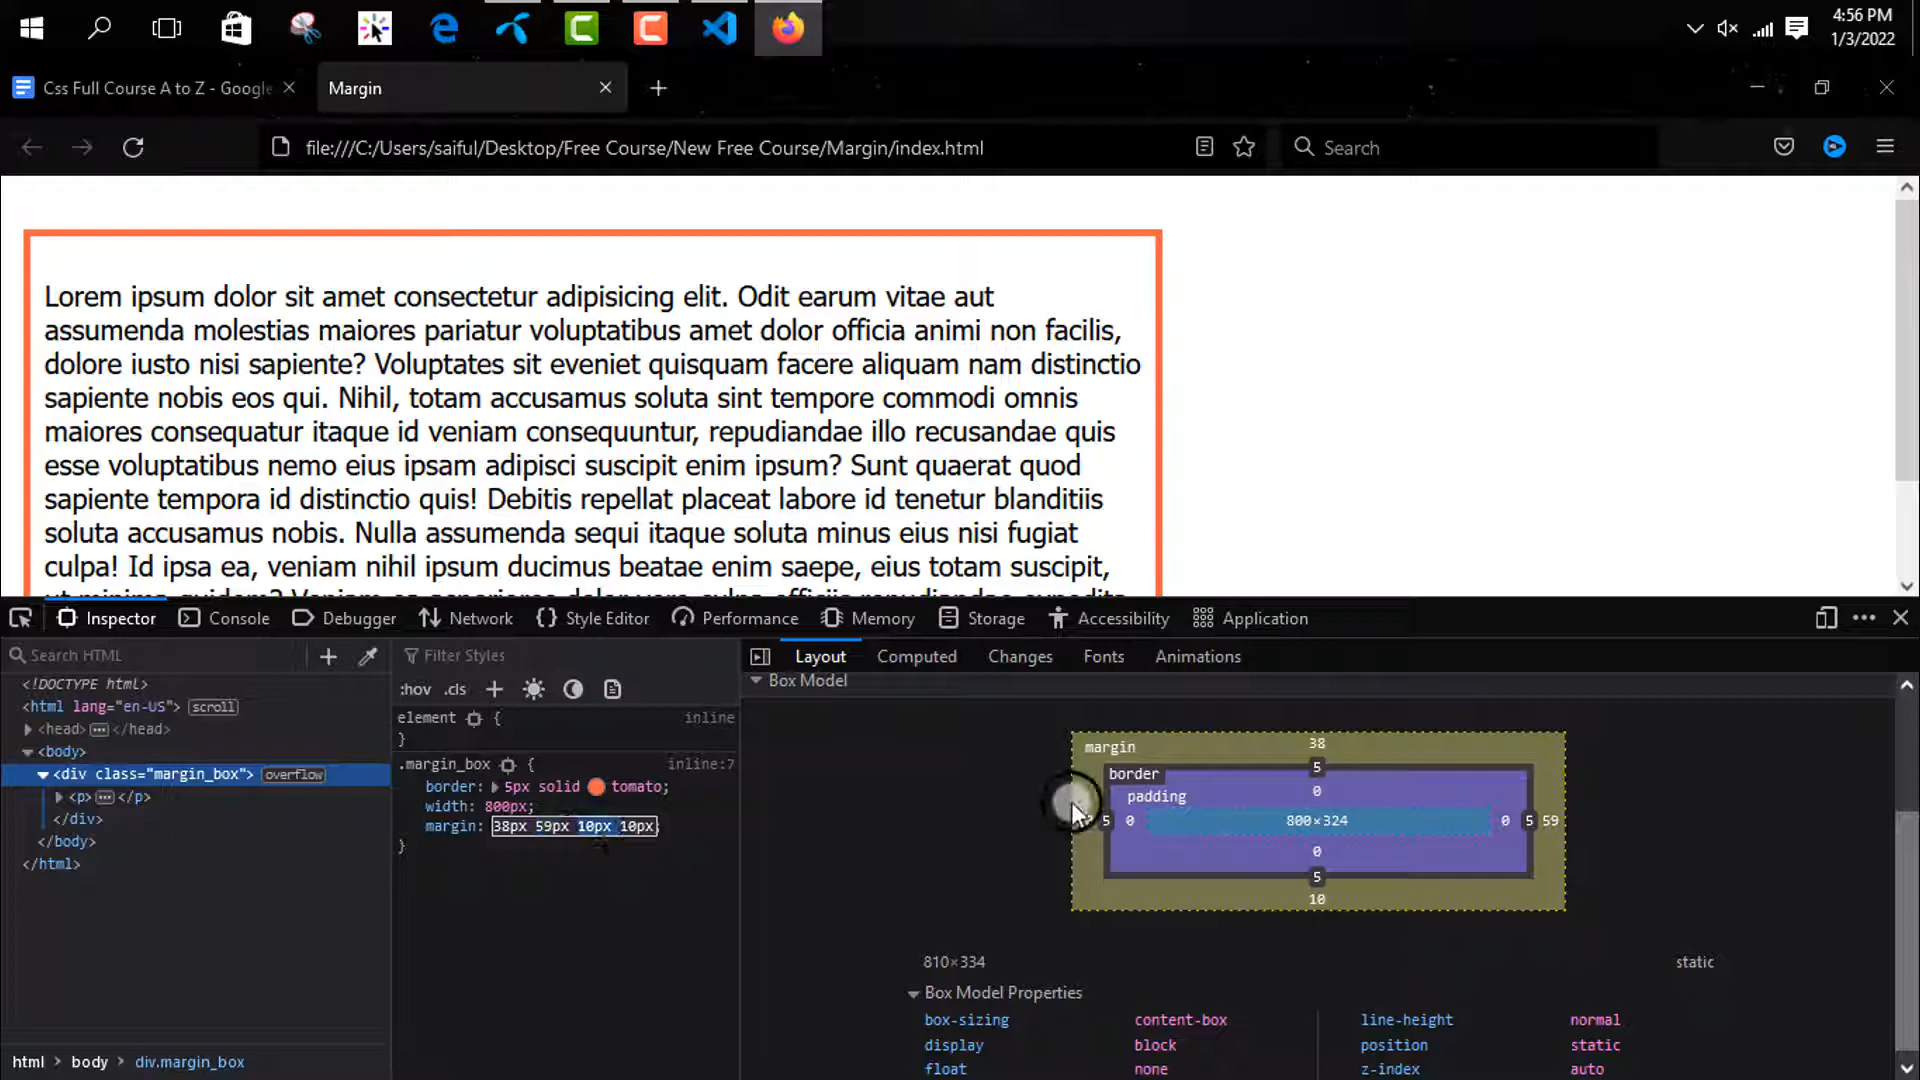 4:56 PM
1/3/2022
Css Full Course A to Z - Google
Margin
file:///C:/Users/saiful/Desktop/Free Course/New Free Course/Margin/index.html
Search
Lorem ipsum dolor sit amet consectetur adipisicing elit. Odit earum vitae aut
assumenda molestias maiores pariatur voluptatibus amet dolor officia animi non facilis,
dolore iusto nisi sapiente? Voluptates sit eveniet quisquam facere aliquam nam distinctio
sapiente nobis eos qui. Nihil, totam accusamus soluta sint tempore commodi omnis
maiores consequatur itaque id veniam consequuntur, repudiandae illo recusandae quis
esse voluptatibus nemo eius ipsam adipisci suscipit enim ipsum? Sunt quaerat quod
sapiente tempora id distinctio quis! Debitis repellat placeat labore id tenetur blanditiis
soluta accusamus nobis. Nulla assumenda sequi itaque soluta minus eius nisi fugiat
culpa! Id ipsa ea, veniam nihil ipsum ducimus beatae enim saepe, eius totam suscipit,
Inspector Console Debugger Network {} Style Editor Performance Memory Storage Accessibility Application
Search HTML
<!DOCTYPE html>
<html lang="en-US"> scroll
<head> ... </head>
<body>
<div class="margin_box"> overflow
<p> ... </p>
</div>
</body>
</html>
html > body > div.margin_box
Filter Styles
:hov .cls +
element { inline
}
.margin_box { inline:7
border: 5px solid tomato;
width: 800px;
margin: 38px 59px 10px 10px;
}
Layout Computed Changes Fonts Animations
Box Model
margin 38
border 5
padding 0
5 0 800×324 0 5 59
0
5
10
810×334 static
Box Model Properties
box-sizing content-box line-height normal
display block position static
float none z-index auto